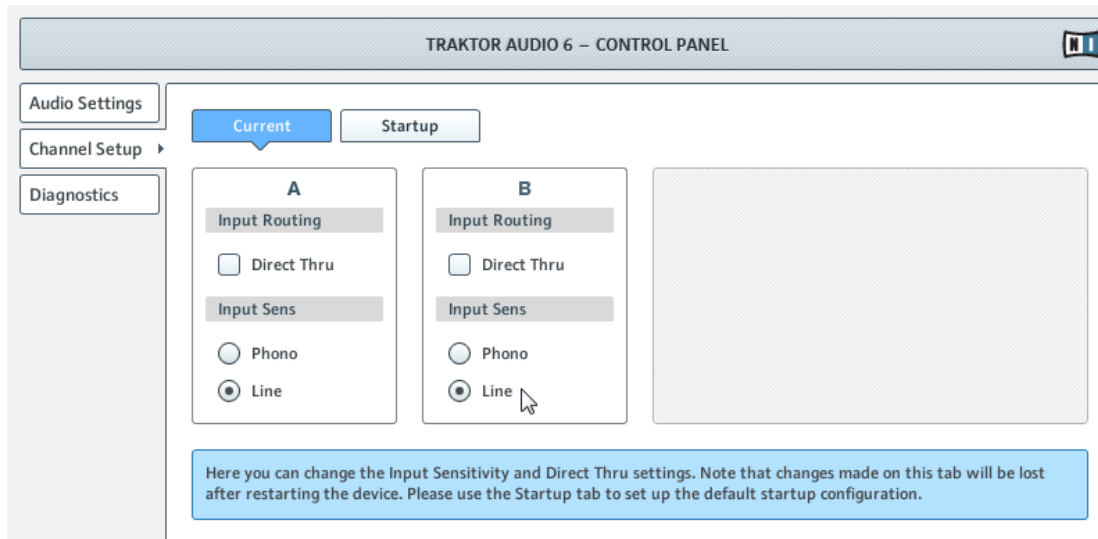 TRAKTOR AUDIO 6 – CONTROL PANEL
NI
Audio Settings
Channel Setup
Diagnostics
Current
Startup
A
Input Routing
Direct Thru
Input Sens
Phono
Line
B
Input Routing
Direct Thru
Input Sens
Phono
Line
Here you can change the Input Sensitivity and Direct Thru settings. Note that changes made on this tab will be lost
after restarting the device. Please use the Startup tab to set up the default startup configuration.